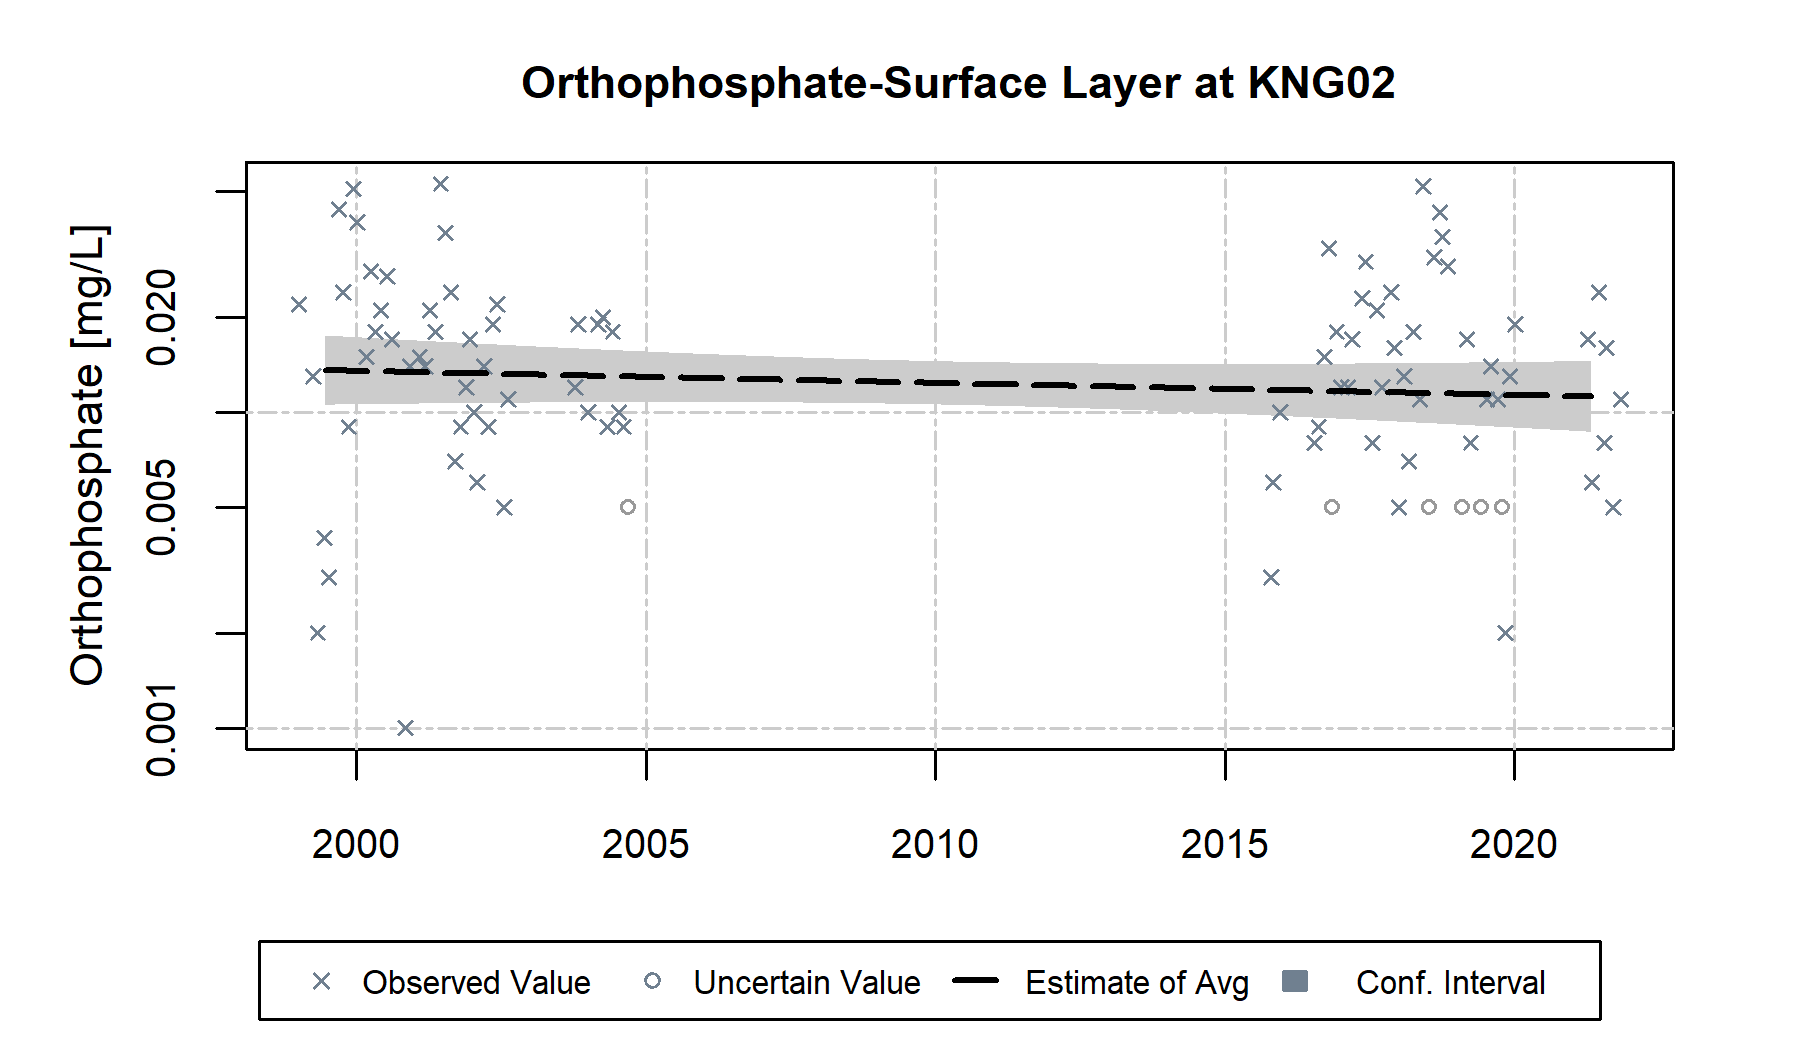 Orthophosphate-Surface Layer at KNG02
Orthophosphate [mg/L]
0.020
0.005
0.001
2000 2005 2010 2015 2020
Observed Value Uncertain Value Estimate of Avg Conf. Interval